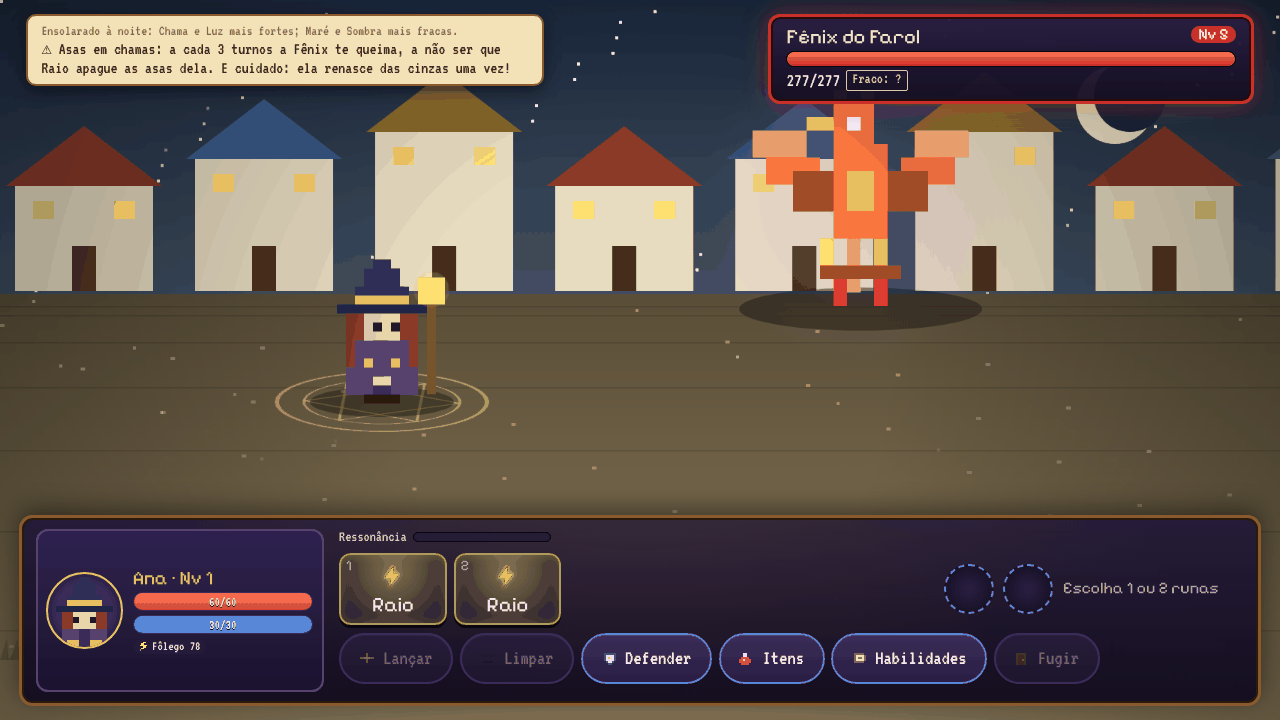 Ensolarado à noite: Chama e Luz mais fortes; Maré e Sombra mais fracas.
⚠ Asas em chamas: a cada 3 turnos a Fênix te queima, a não ser que
Raio apague as asas dela. E cuidado: ela renasce das cinzas uma vez!
Fênix do Farol
Nv 8
277/277
Fraco: ?
Ana · Nv 1
60/60
30/30
Fôlego 78
Ressonância
1
Raio
2
Raio
Escolha 1 ou 2 runas
Lançar
Limpar
Defender
Itens
Habilidades
Fugir